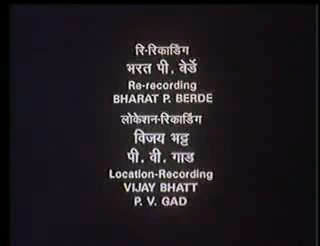 रि-रिकार्डिंग
भरत पी. बेर्डे
Re-recording
BHARAT P. BERDE
लोकेशन-रिकार्डिंग
विजय भट्ट
पी. वी. गाड
Location-Recording
VIJAY BHATT
P. V. GAD